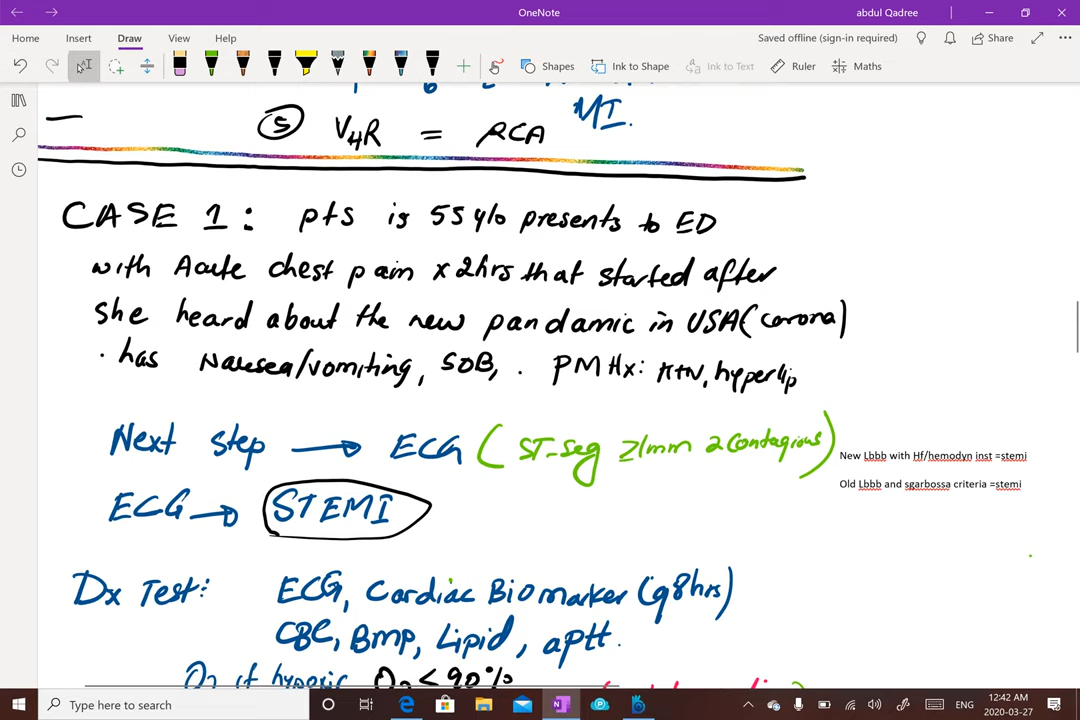 OneNote
abdul Qadree
Home Insert Draw View Help
Saved offline (sign-in required)
Share
Shapes
Ink to Shape
Ink to Text
Ruler
Maths
MI.
5 V4R = RCA
CASE 1: pts is 55 y/o presents to ED
with Acute chest pain x 2hrs that started after
she heard about the new pandamic in USA (corona)
. has Nausea/vomiting, SOB, . PMHx: HTN, hyperlip
Next step → ECG ( ST-seg ≥1mm 2 contagious )
New Lbbb with Hf/hemodyn inst =stemi
Old Lbbb and sgarbossa criteria =stemi
ECG → STEMI
Dx Test: ECG, Cardiac Biomarker (q8hrs)
CBC, Bmp, Lipid, aptt.
O2 if hypoxic O2 < 90%
Type here to search
ENG
12:42 AM
2020-03-27